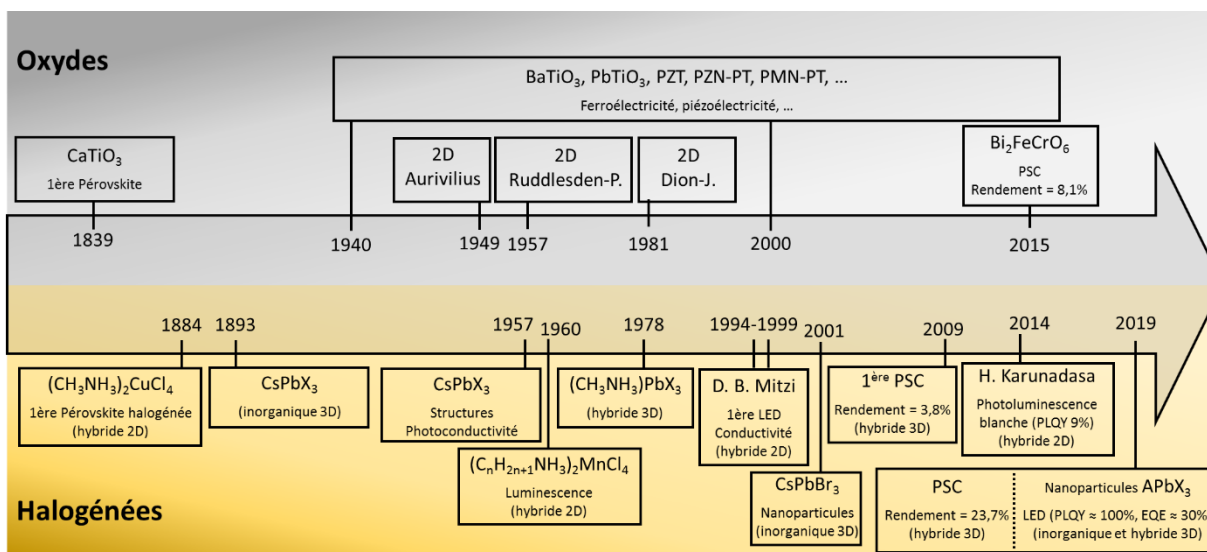 Oxydes
BaTiO₃, PbTiO₃, PZT, PZN-PT, PMN-PT, ...
Ferroélectricité, piézoélectricité, ...
CaTiO₃
1ère Pérovskite
2D
Aurivilius
2D
Ruddlesden-P.
2D
Dion-J.
Bi₂FeCrO₆
PSC
Rendement = 8,1%
1839
1940
1949
1957
1981
2000
2015
1884
1893
1957
1960
1978
1994-1999
2001
2009
2014
2019
(CH₃NH₃)₂CuCl₄
1ère Pérovskite halogénée
(hybride 2D)
CsPbX₃
(inorganique 3D)
CsPbX₃
Structures
Photoconductivité
(CₙH₂ₙ₊₁NH₃)₂MnCl₄
Luminescence
(hybride 2D)
(CH₃NH₃)PbX₃
(hybride 3D)
D. B. Mitzi
1ère LED
Conductivité
(hybride 2D)
CsPbBr₃
Nanoparticules
(inorganique 3D)
1ère PSC
Rendement = 3,8%
(hybride 3D)
H. Karunadasa
Photoluminescence
blanche (PLQY 9%)
(hybride 2D)
PSC
Rendement = 23,7%
(hybride 3D)
Nanoparticules APbX₃
LED (PLQY ≈ 100%, EQE ≈ 30%
(inorganique et hybride 3D)
Halogénées